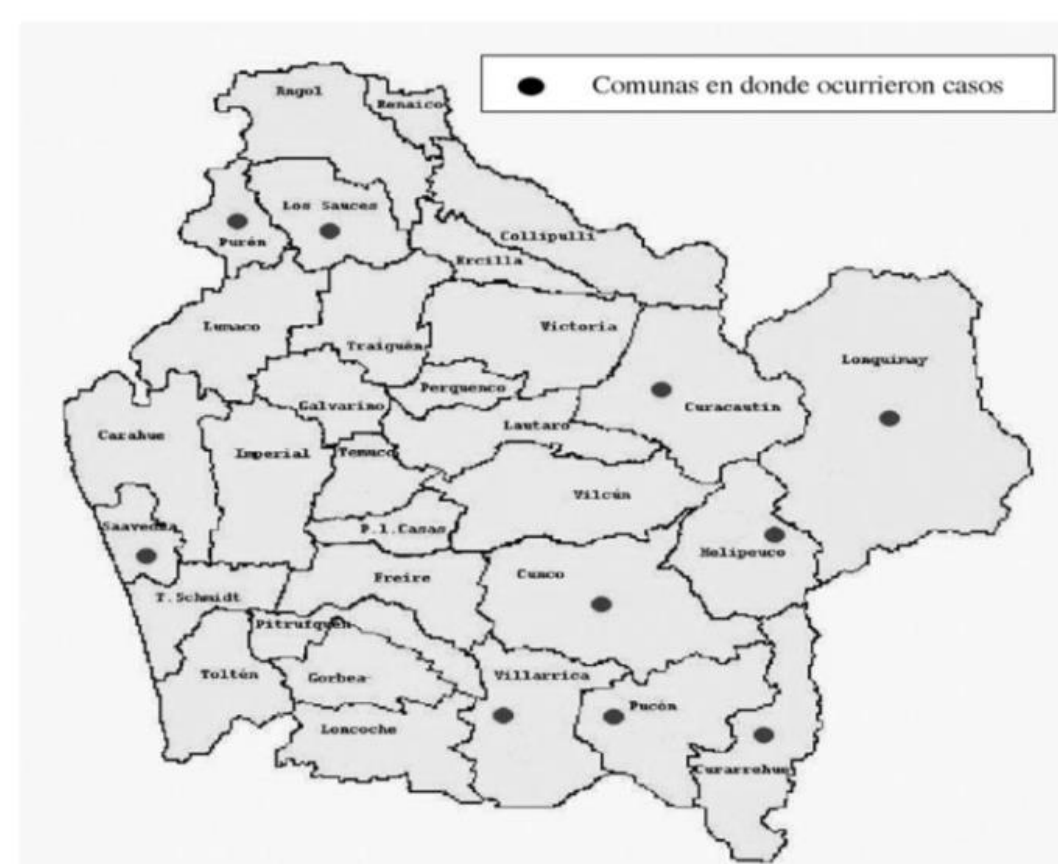 Comunas en donde ocurrieron casos
Angol
Renaico
Los Sauces
Purén
Collipulli
Ercilla
Lumaco
Victoria
Traiguén
Lonquimay
Perquenco
Galvarino
Curacautín
Lautaro
Carahue
Imperial
Temuco
Vilcún
Saavedra
P.l.Casas
Melipeuco
Cunco
Freire
T.Schmidt
Pitrufquén
Toltén
Gorbea
Villarrica
Pucón
Loncoche
Curarrehue